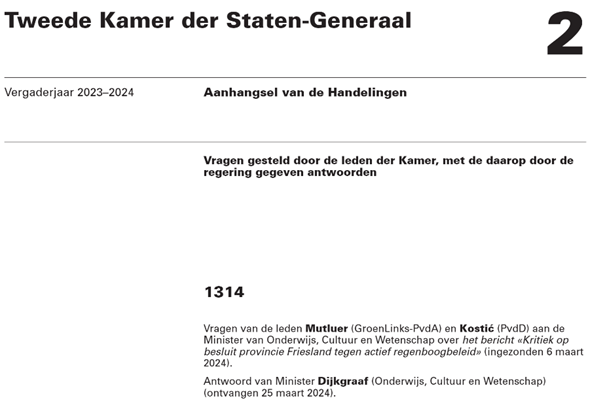 Tweede Kamer der Staten-Generaal
2
Vergaderjaar 2023–2024
Aanhangsel van de Handelingen
Vragen gesteld door de leden der Kamer, met de daarop door de
regering gegeven antwoorden
1314
Vragen van de leden Mutluer (GroenLinks-PvdA) en Kostić (PvdD) aan de
Minister van Onderwijs, Cultuur en Wetenschap over het bericht «Kritiek op
besluit provincie Friesland tegen actief regenboogbeleid» (ingezonden 6 maart
2024).
Antwoord van Minister Dijkgraaf (Onderwijs, Cultuur en Wetenschap)
(ontvangen 25 maart 2024).